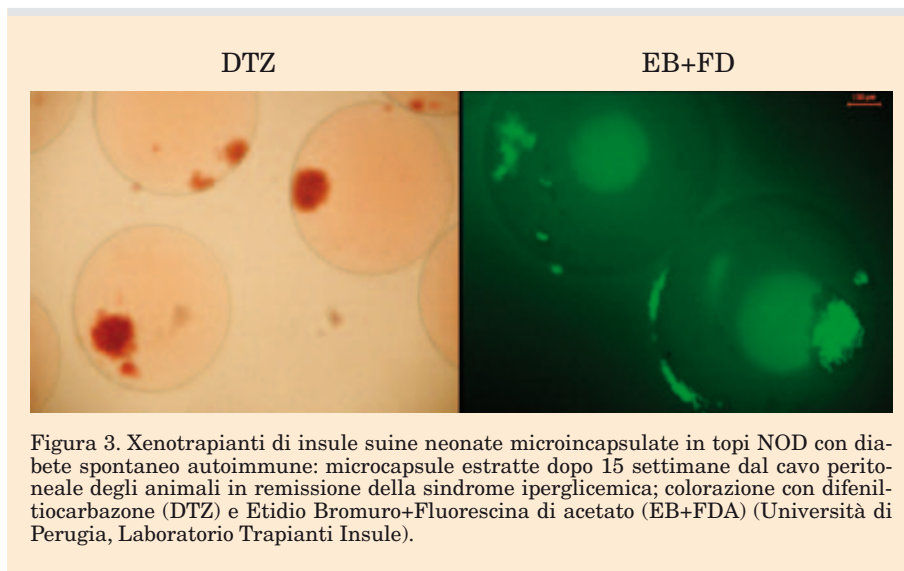 DTZ
EB+FD
Figura 3. Xenotrapianti di insule suine neonate microincapsulate in topi NOD con dia-
bete spontaneo autoimmune: microcapsule estratte dopo 15 settimane dal cavo perito-
neale degli animali in remissione della sindrome iperglicemica; colorazione con difenil-
tiocarbazone (DTZ) e Etidio Bromuro+Fluorescina di acetato (EB+FDA) (Università di
Perugia, Laboratorio Trapianti Insule).